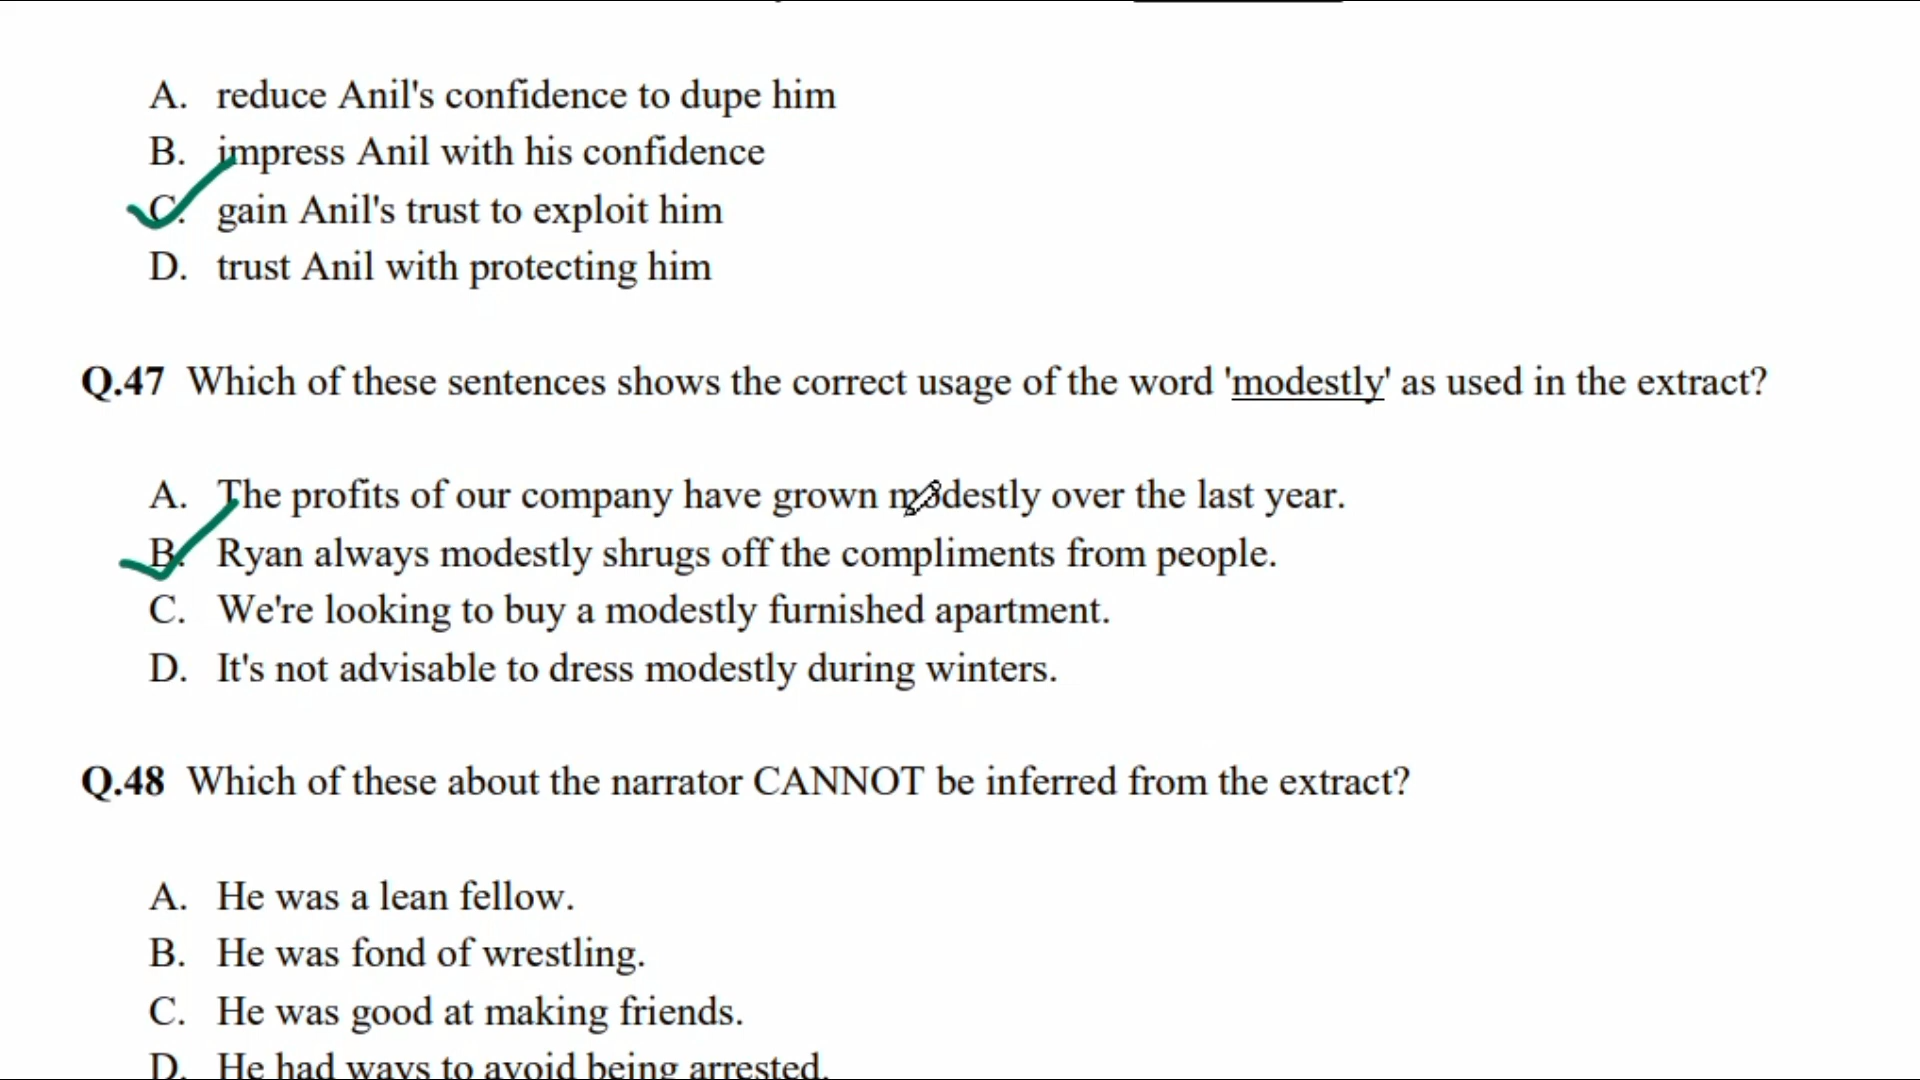 A. reduce Anil's confidence to dupe him
B. impress Anil with his confidence
C. gain Anil's trust to exploit him
D. trust Anil with protecting him
Q.47 Which of these sentences shows the correct usage of the word 'modestly' as used in the extract?
A. The profits of our company have grown modestly over the last year.
B. Ryan always modestly shrugs off the compliments from people.
C. We're looking to buy a modestly furnished apartment.
D. It's not advisable to dress modestly during winters.
Q.48 Which of these about the narrator CANNOT be inferred from the extract?
A. He was a lean fellow.
B. He was fond of wrestling.
C. He was good at making friends.
D. He had ways to avoid being arrested.